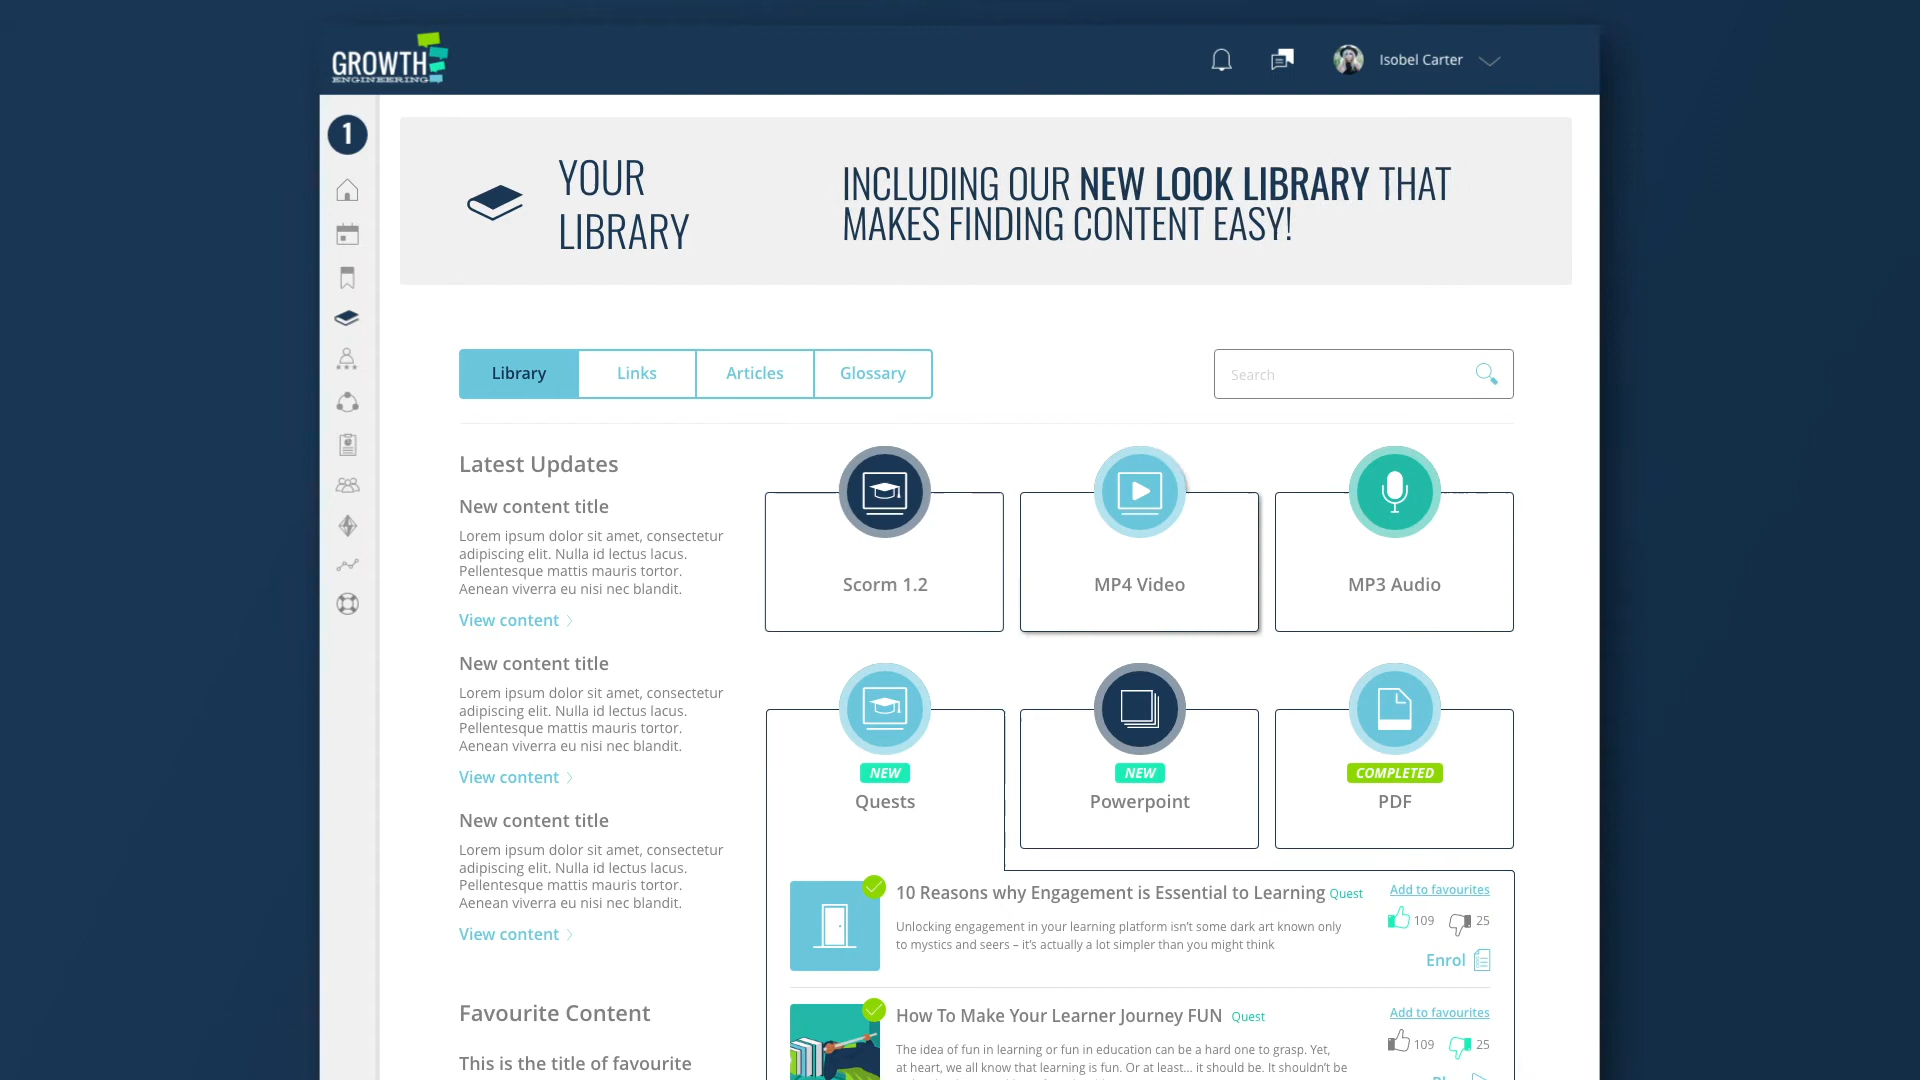 GROWTH
ENGINEERING
Isobel Carter
1
YOUR
LIBRARY
INCLUDING OUR NEW LOOK LIBRARY THAT
MAKES FINDING CONTENT EASY!
Library
Links
Articles
Glossary
Search
Latest Updates
New content title
Lorem ipsum dolor sit amet, consectetur
adipiscing elit. Nulla id lectus lacus.
Pellentesque mattis mauris tortor.
Aenean viverra eu nisi nec blandit.
View content
New content title
Lorem ipsum dolor sit amet, consectetur
adipiscing elit. Nulla id lectus lacus.
Pellentesque mattis mauris tortor.
Aenean viverra eu nisi nec blandit.
View content
New content title
Lorem ipsum dolor sit amet, consectetur
adipiscing elit. Nulla id lectus lacus.
Pellentesque mattis mauris tortor.
Aenean viverra eu nisi nec blandit.
View content
Favourite Content
This is the title of favourite
Scorm 1.2
MP4 Video
MP3 Audio
NEW
Quests
NEW
Powerpoint
COMPLETED
PDF
10 Reasons why Engagement is Essential to Learning Quest
Unlocking engagement in your learning platform isn't some dark art known only
to mystics and seers – it's actually a lot simpler than you might think
Add to favourites
109 25
Enrol
How To Make Your Learner Journey FUN Quest
The idea of fun in learning or fun in education can be a hard one to grasp. Yet,
at heart, we all know that learning is fun. Or at least... it should be. It shouldn't be
Add to favourites
109 25